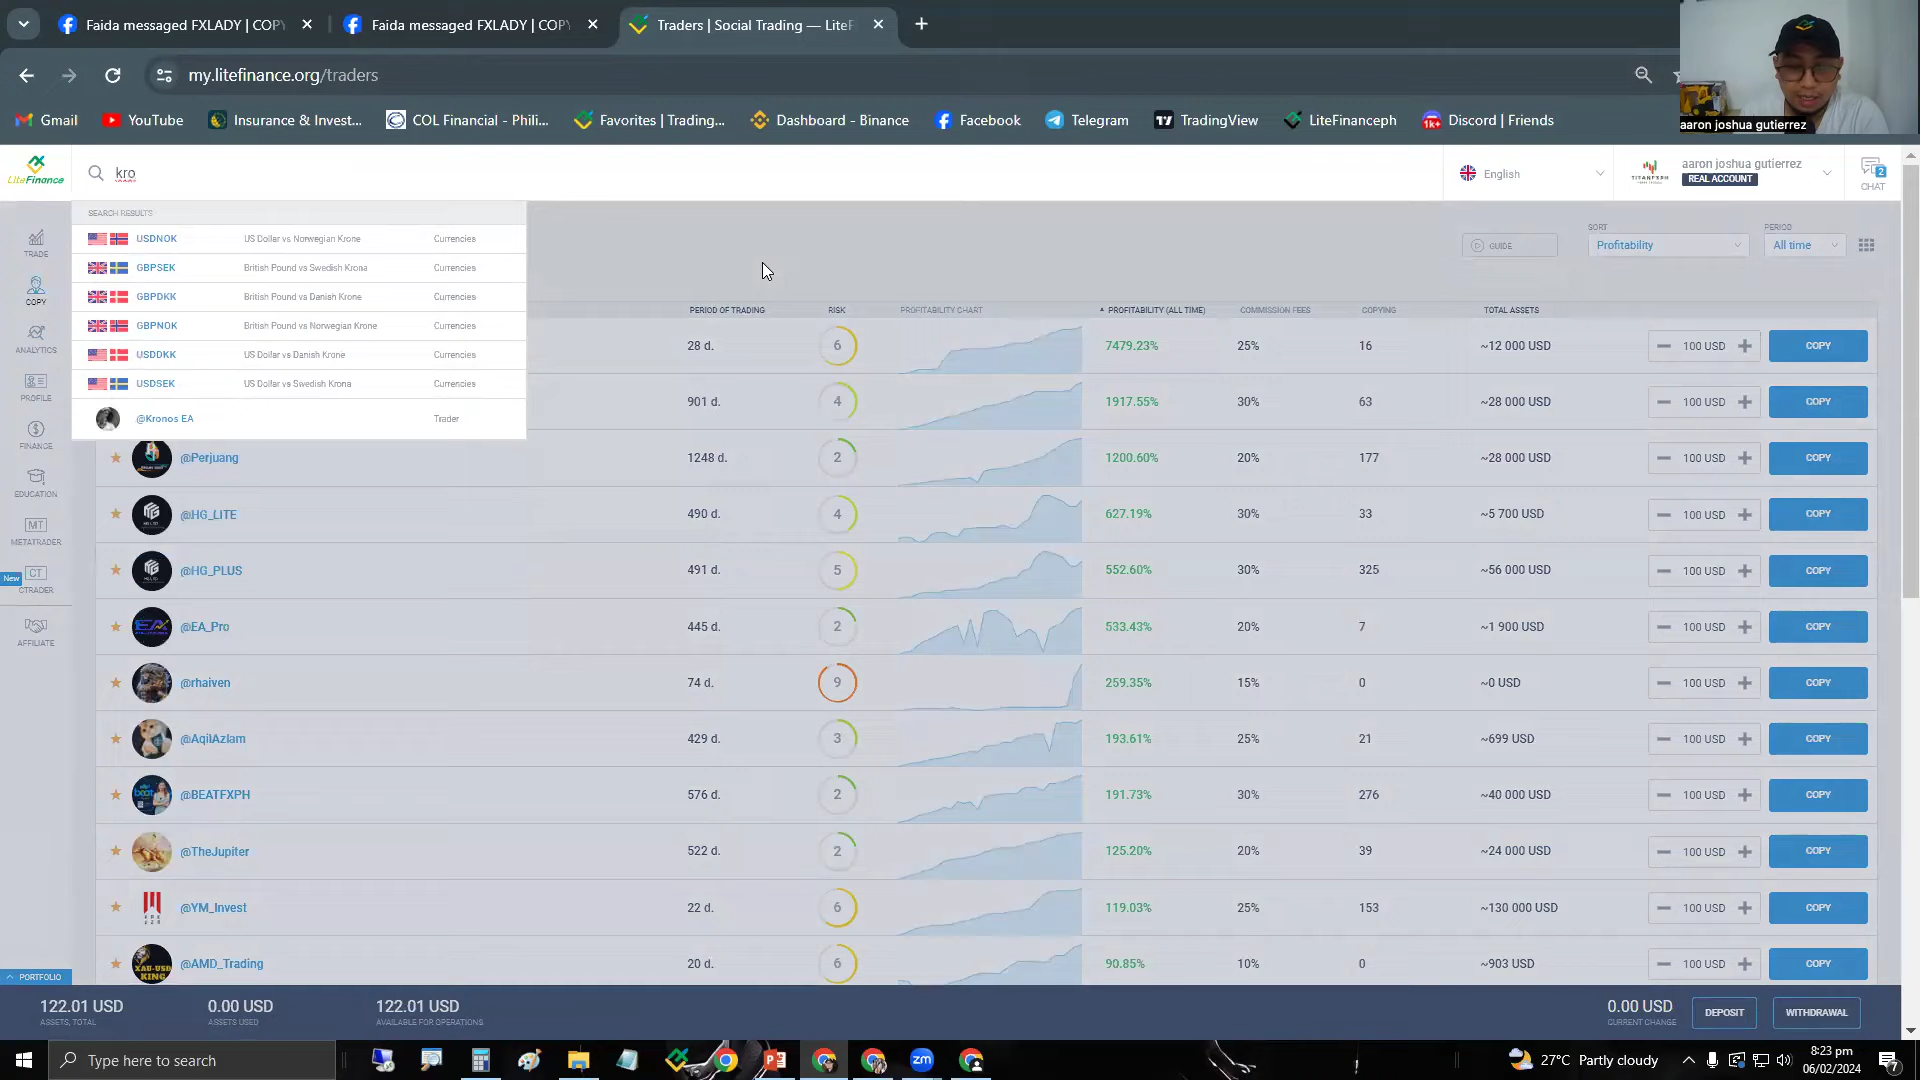 Faida messaged FXLADY | COPY
Faida messaged FXLADY | COPY
Traders | Social Trading — LiteF
my.litefinance.org/traders
Gmail
YouTube
Insurance & Invest...
COL Financial - Phili...
Favorites | Trading...
Dashboard - Binance
Facebook
Telegram
TradingView
LiteFinanceph
Discord | Friends
aaron joshua gutierrez
LiteFinance
kro
English
aaron joshua gutierrez
REAL ACCOUNT
2
CHAT
SEARCH RESULTS
USDNOK US Dollar vs Norwegian Krone Currencies
GBPSEK British Pound vs Swedish Krona Currencies
GBPDKK British Pound vs Danish Krone Currencies
GBPNOK British Pound vs Norwegian Krone Currencies
USDDKK US Dollar vs Danish Krone Currencies
USDSEK US Dollar vs Swedish Krona Currencies
@Kronos EA Trader
TRADE
COPY
ANALYTICS
PROFILE
FINANCE
EDUCATION
MT
METATRADER
New
CT
CTRADER
AFFILIATE
GUIDE
SORT
Profitability
PERIOD
All time
PERIOD OF TRADING RISK PROFITABILITY CHART PROFITABILITY (ALL TIME) COMMISSION FEES COPYING TOTAL ASSETS
28 d. 6 7479.23% 25% 16 ~12 000 USD 100 USD COPY
901 d. 4 1917.55% 30% 63 ~28 000 USD 100 USD COPY
@Perjuang 1248 d. 2 1200.60% 20% 177 ~28 000 USD 100 USD COPY
@HG_LITE 490 d. 4 627.19% 30% 33 ~5 700 USD 100 USD COPY
@HG_PLUS 491 d. 5 552.60% 30% 325 ~56 000 USD 100 USD COPY
@EA_Pro 445 d. 2 533.43% 20% 7 ~1 900 USD 100 USD COPY
@rhaiven 74 d. 9 259.35% 15% 0 ~0 USD 100 USD COPY
@AqilAzlam 429 d. 3 193.61% 25% 21 ~699 USD 100 USD COPY
@BEATFXPH 576 d. 2 191.73% 30% 276 ~40 000 USD 100 USD COPY
@TheJupiter 522 d. 2 125.20% 20% 39 ~24 000 USD 100 USD COPY
@YM_Invest 22 d. 6 119.03% 25% 153 ~130 000 USD 100 USD COPY
@AMD_Trading 20 d. 6 90.85% 10% 0 ~903 USD 100 USD COPY
PORTFOLIO
122.01 USD
ASSETS, TOTAL
0.00 USD
ASSETS USED
122.01 USD
AVAILABLE FOR OPERATIONS
0.00 USD
CURRENT CHANGE
DEPOSIT
WITHDRAWAL
Type here to search
zm
27°C Partly cloudy
8:23 pm
06/02/2024
7